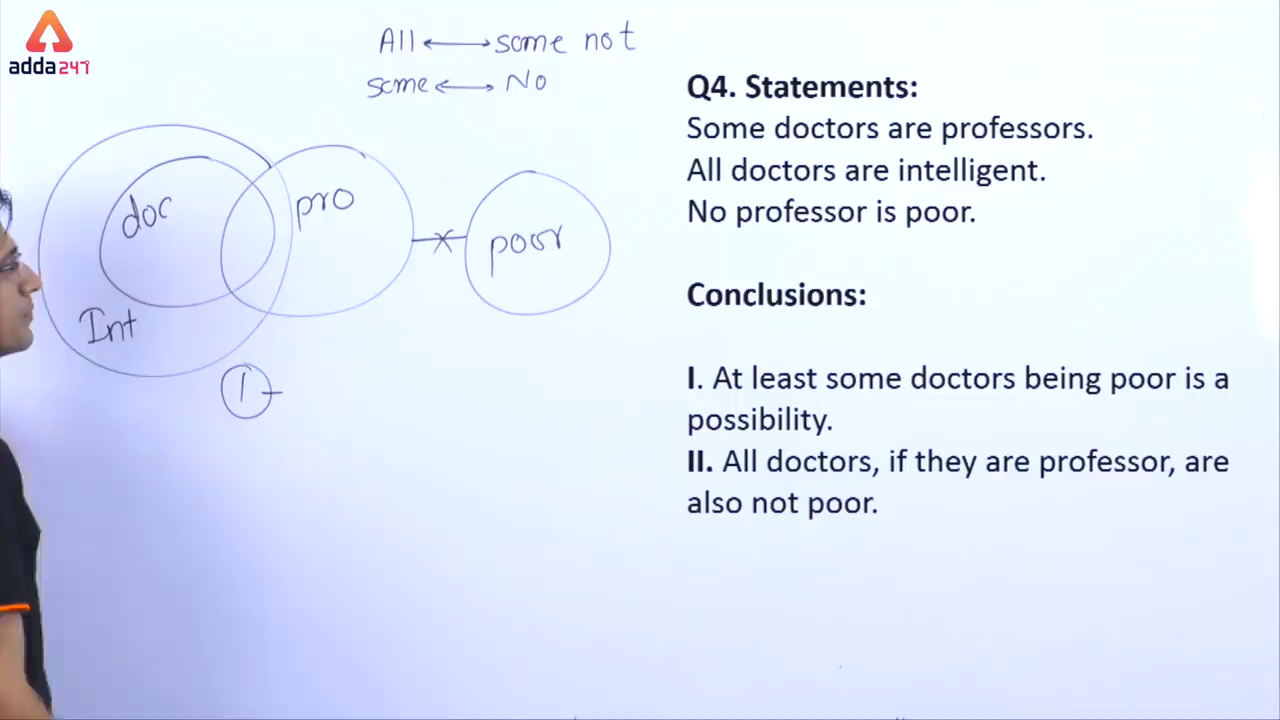 adda247
All ⟷ some not
some ⟷ No
doc
pro
poor
Int
1
Q4. Statements:
Some doctors are professors.
All doctors are intelligent.
No professor is poor.
Conclusions:
I. At least some doctors being poor is a
possibility.
II. All doctors, if they are professor, are
also not poor.